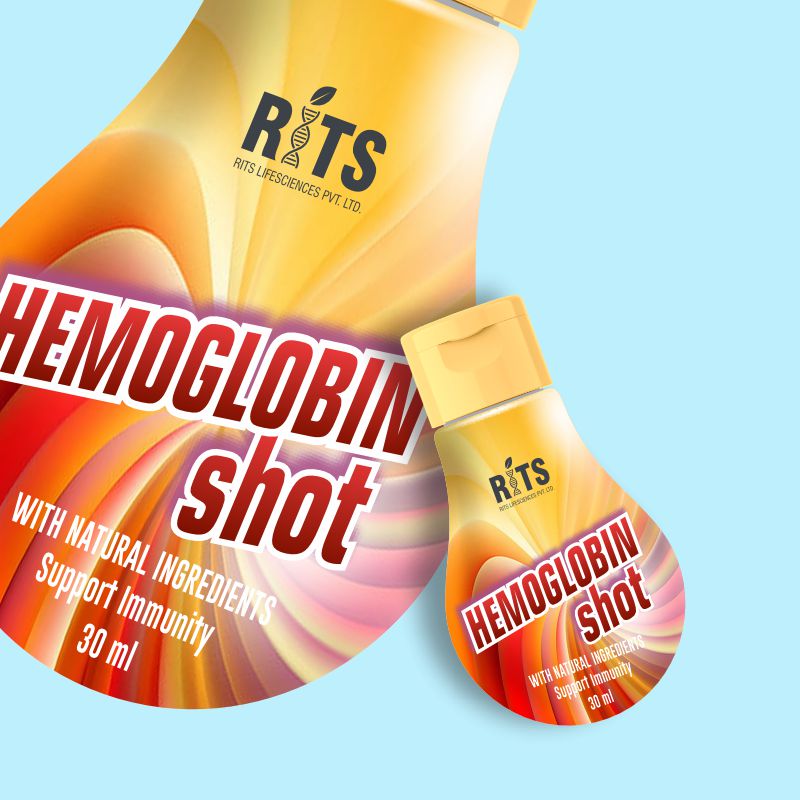 RITS
RITS LIFESCIENCES PVT. LTD.
HEMOGLOBIN
shot
WITH NATURAL INGREDIENTS
Support Immunity
30 ml
RITS
RITS LIFESCIENCES PVT. LTD.
HEMOGLOBIN
shot
WITH NATURAL INGREDIENTS
Support Immunity
30 ml